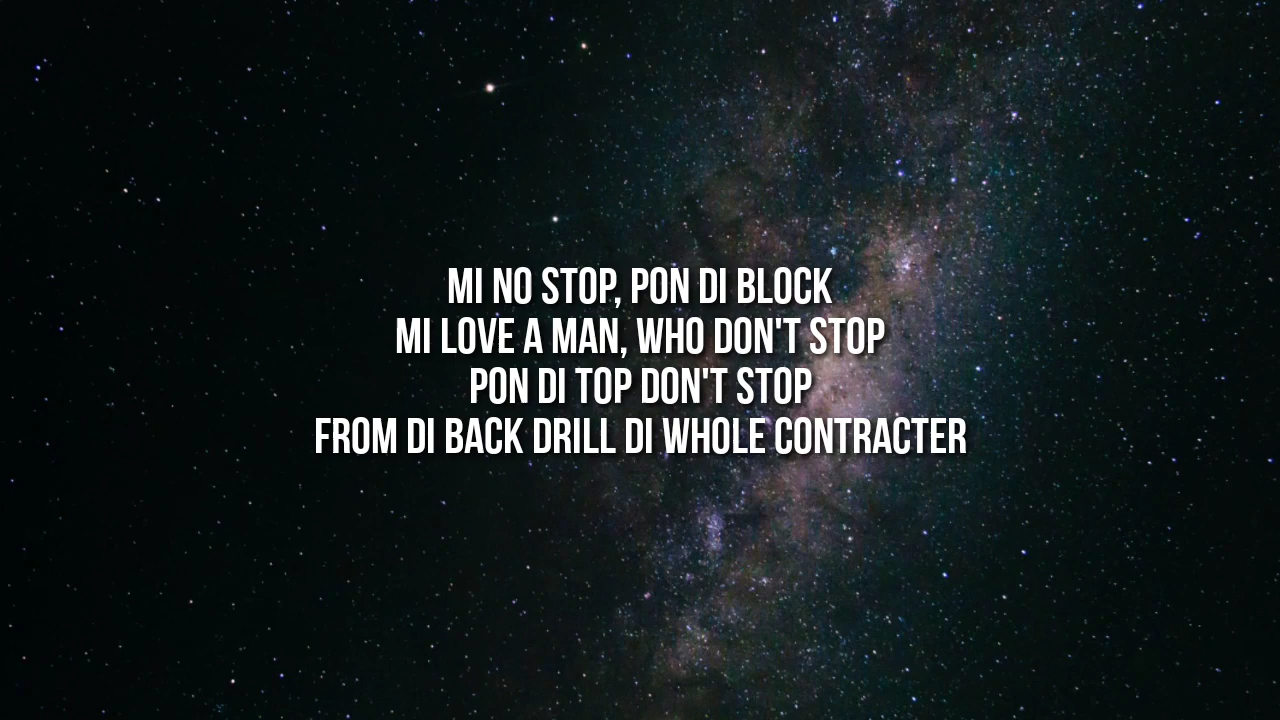 MI NO STOP, PON DI BLOCK
MI LOVE A MAN, WHO DON'T STOP
PON DI TOP DON'T STOP
FROM DI BACK DRILL DI WHOLE CONTRACTER